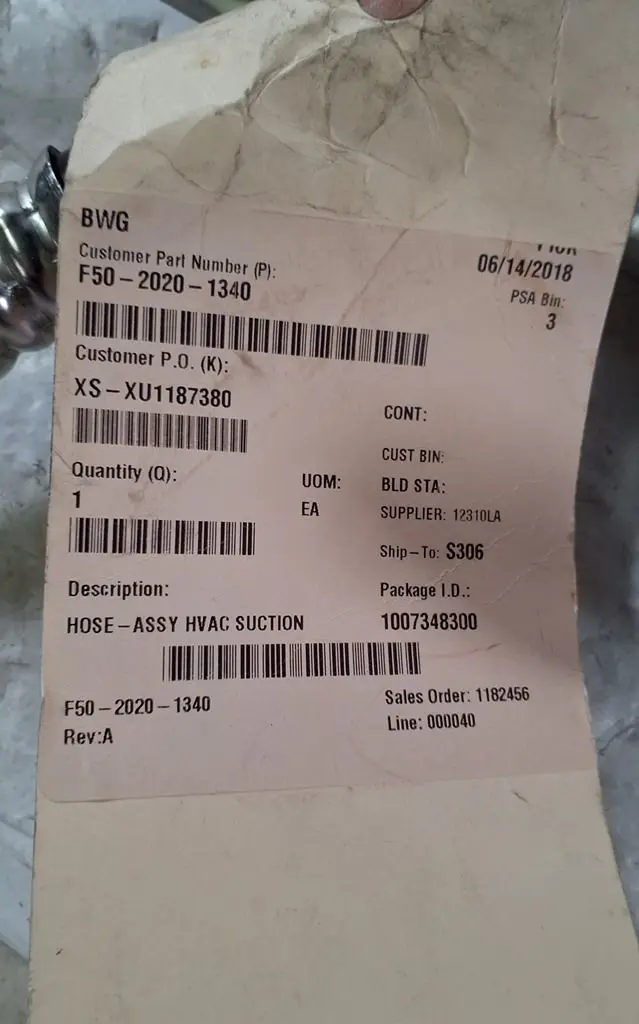 BWG
06/14/2018
Customer Part Number (P):
F50-2020-1340
PSA Bin:
3
Customer P.O. (K):
XS-XU1187380
CONT:
CUST BIN:
Quantity (Q):
1
UOM:
EA
BLD STA:
SUPPLIER: 12310LA
Ship-To: S306
Description:
HOSE-ASSY HVAC SUCTION
Package I.D.:
1007348300
F50-2020-1340
Rev:A
Sales Order: 1182456
Line: 000040